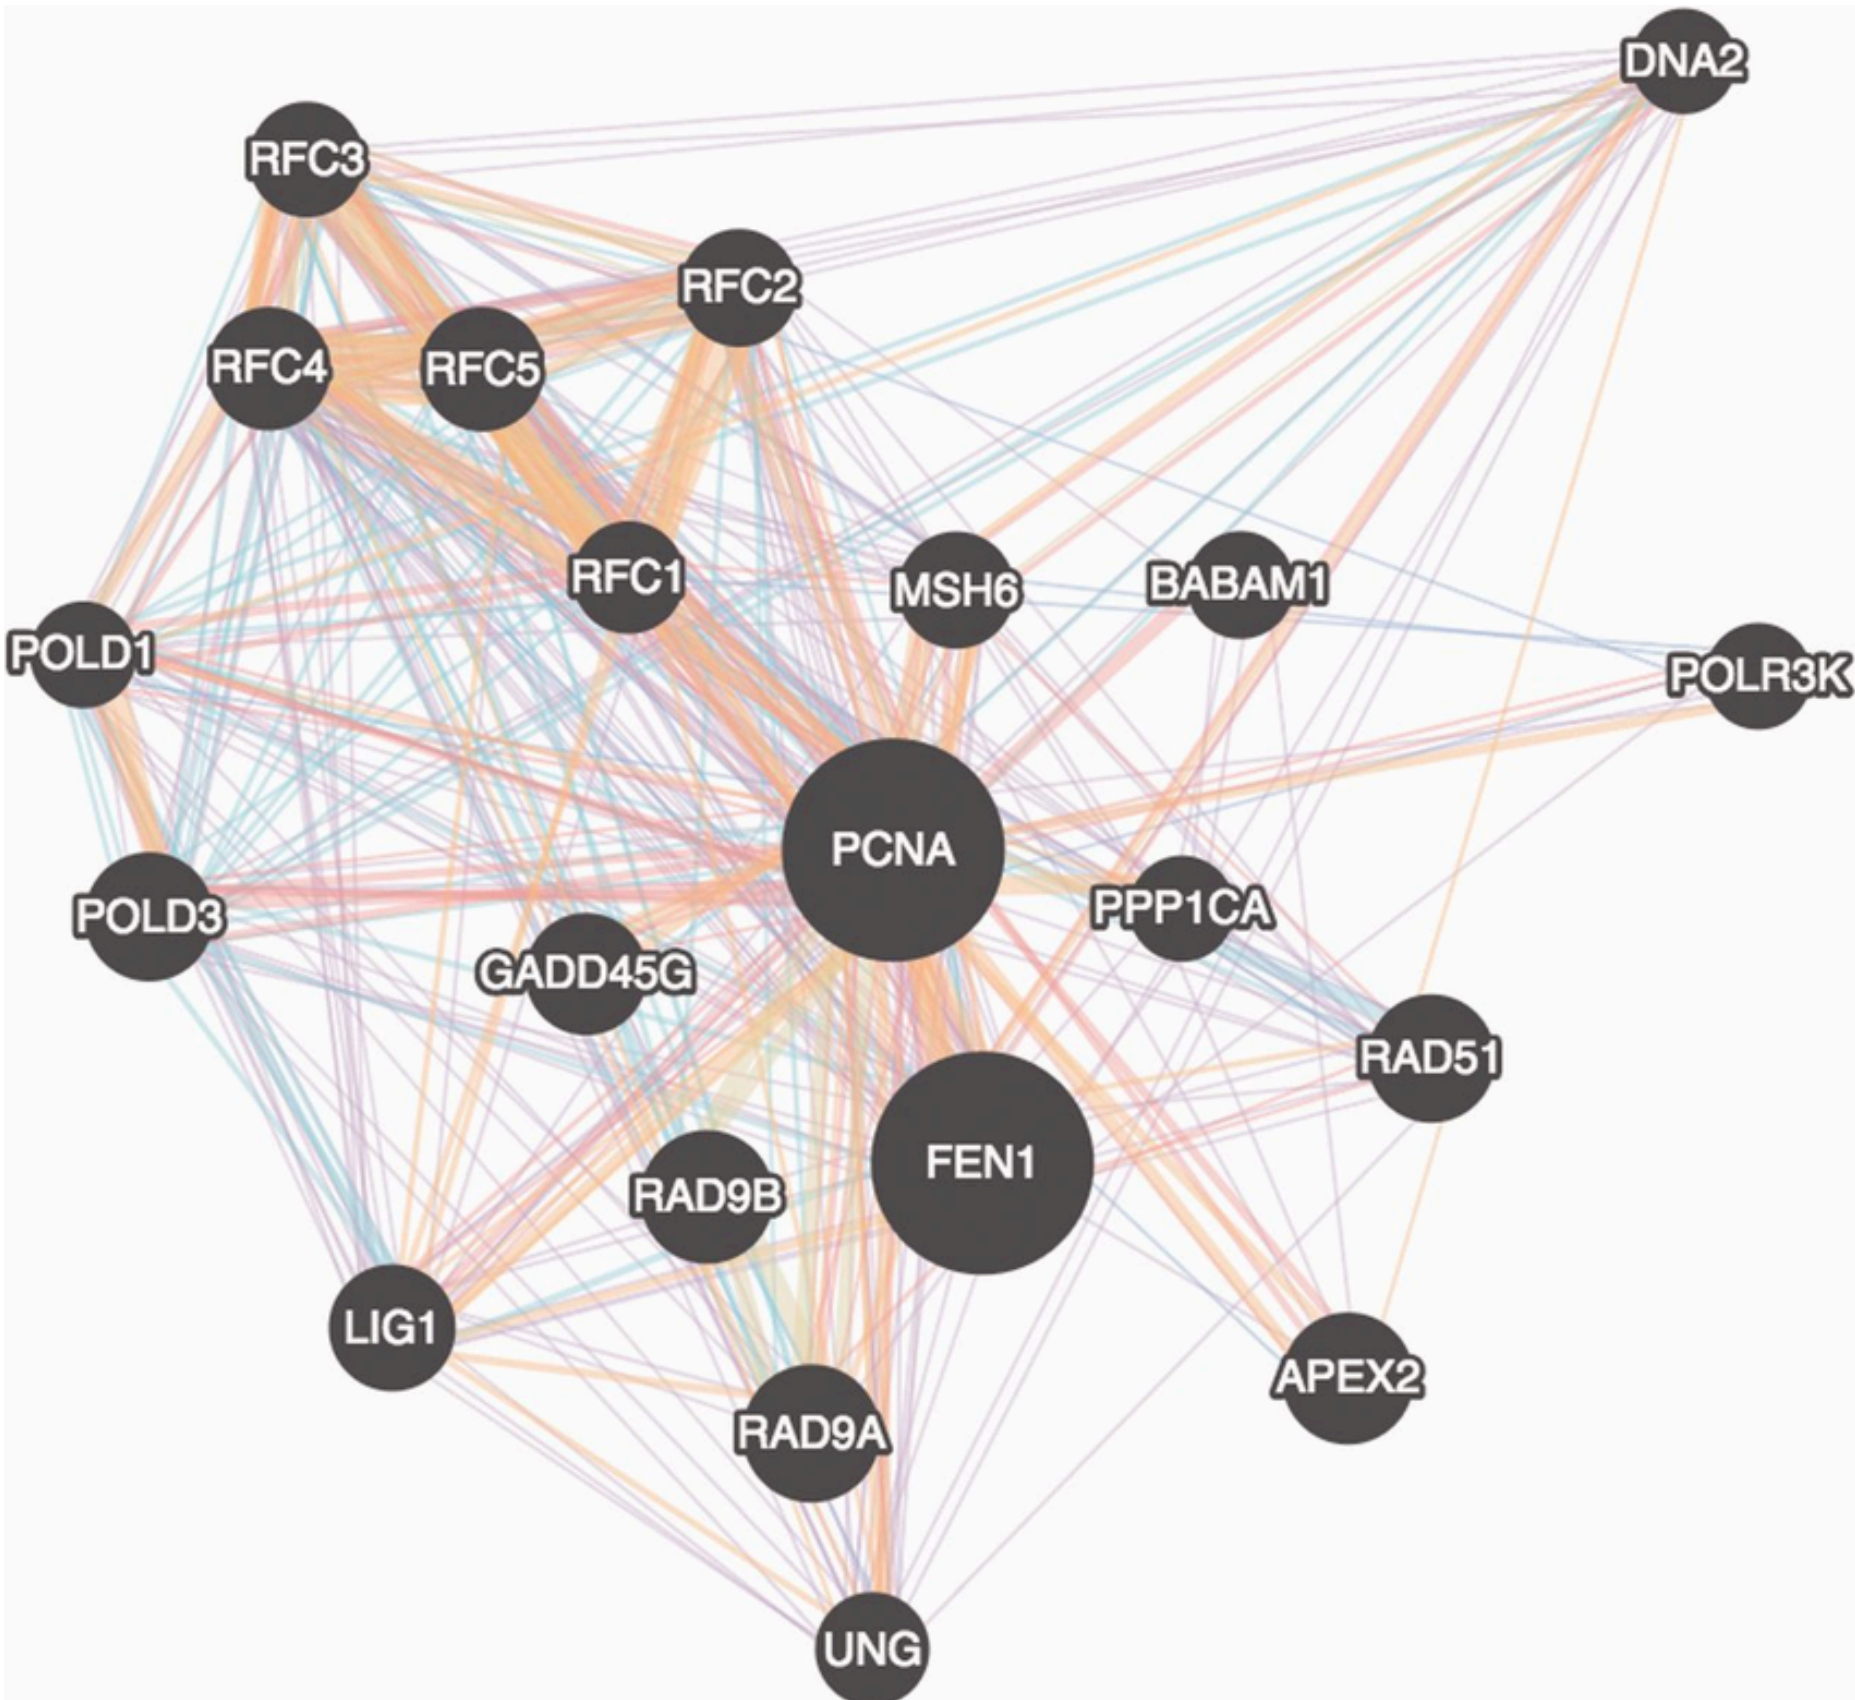 DNA2
RFC3
RFC2
RFC4
RFC5
RFC1
MSH6
BABAM1
POLD1
POLR3K
PCNA
POLD3
PPP1CA
GADD45G
RAD51
FEN1
RAD9B
LIG1
APEX2
RAD9A
UNG